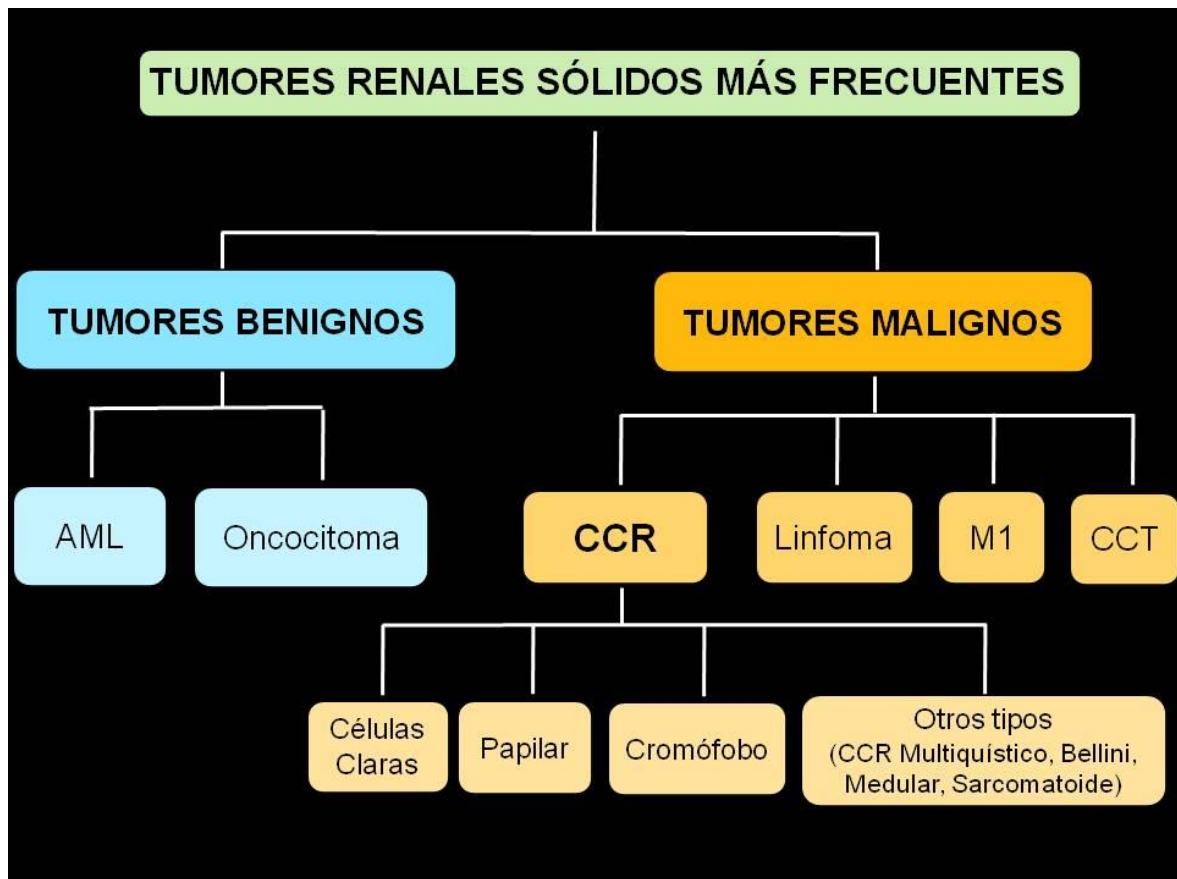 TUMORES RENALES SÓLIDOS MÁS FRECUENTES
TUMORES BENIGNOS
TUMORES MALIGNOS
AML
Oncocitoma
CCR
Linfoma
M1
CCT
Células
Claras
Papilar
Cromófobo
Otros tipos
(CCR Multiquístico, Bellini,
Medular, Sarcomatoide)